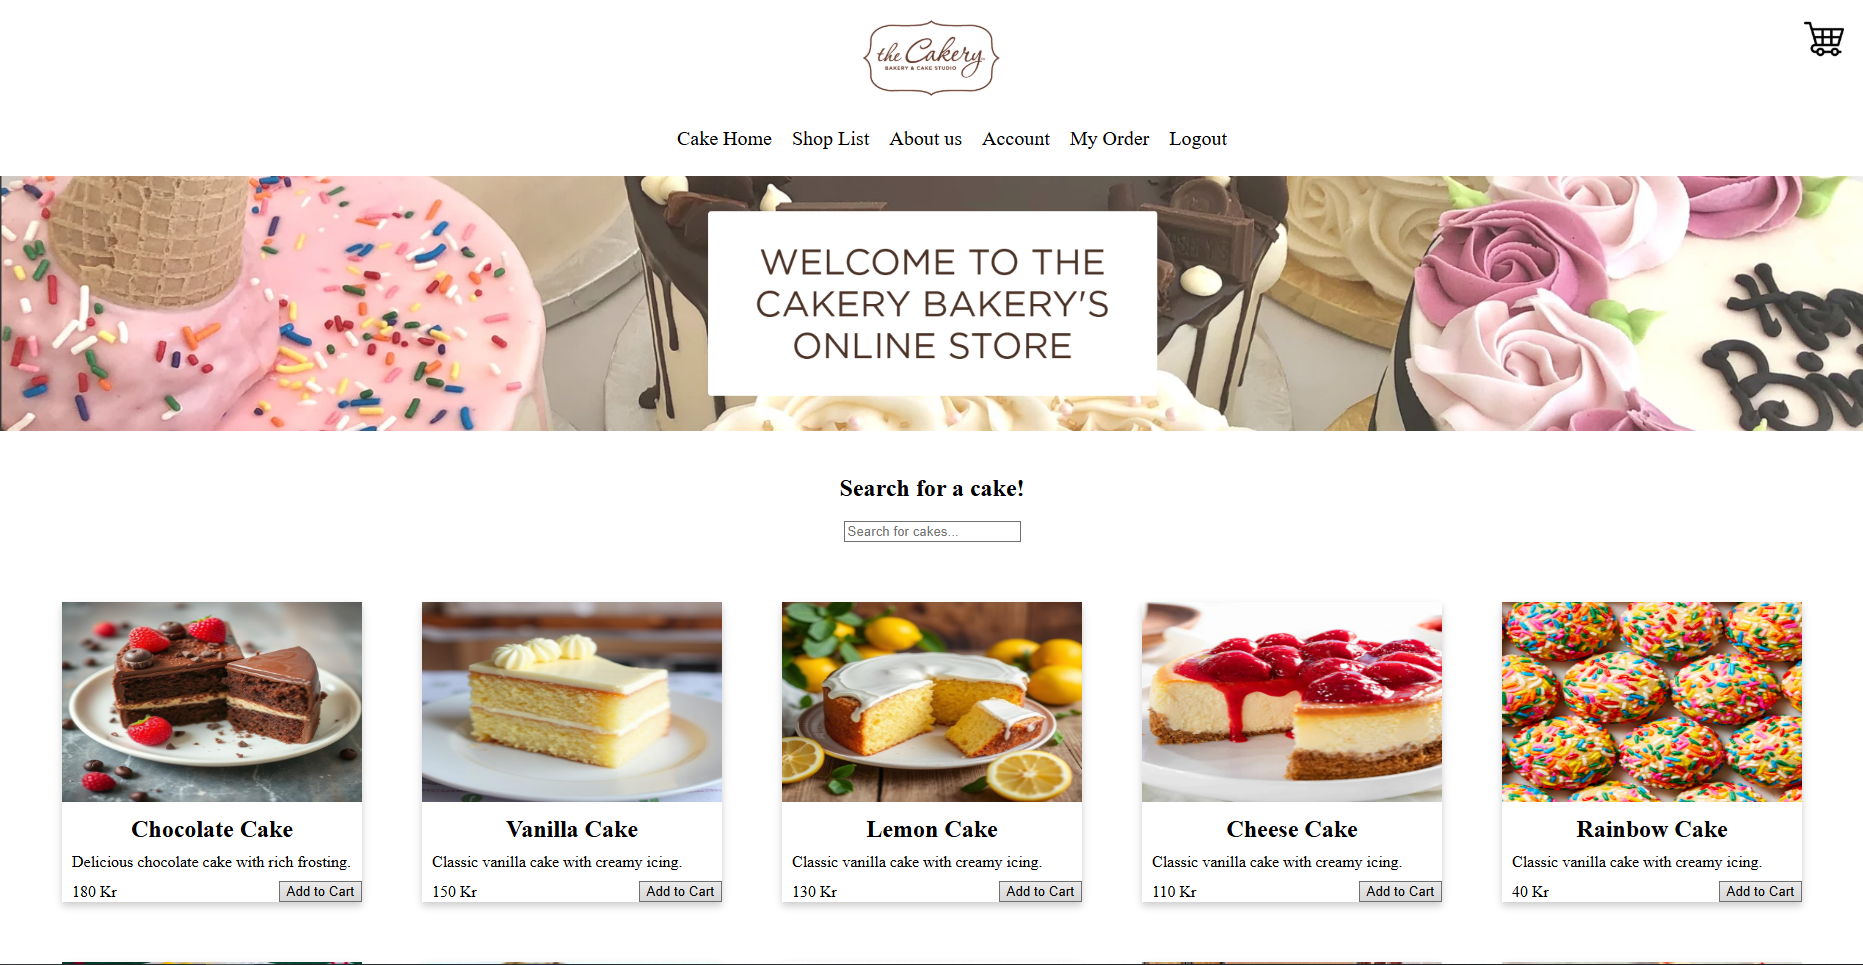 the Cakery
BAKERY & CAKE STUDIO
Cake Home Shop List About us Account My Order Logout
WELCOME TO THE
CAKERY BAKERY'S
ONLINE STORE
Search for a cake!
Search for cakes...
Chocolate Cake
Delicious chocolate cake with rich frosting.
180 Kr Add to Cart
Vanilla Cake
Classic vanilla cake with creamy icing.
150 Kr Add to Cart
Lemon Cake
Classic vanilla cake with creamy icing.
130 Kr Add to Cart
Cheese Cake
Classic vanilla cake with creamy icing.
110 Kr Add to Cart
Rainbow Cake
Classic vanilla cake with creamy icing.
40 Kr Add to Cart